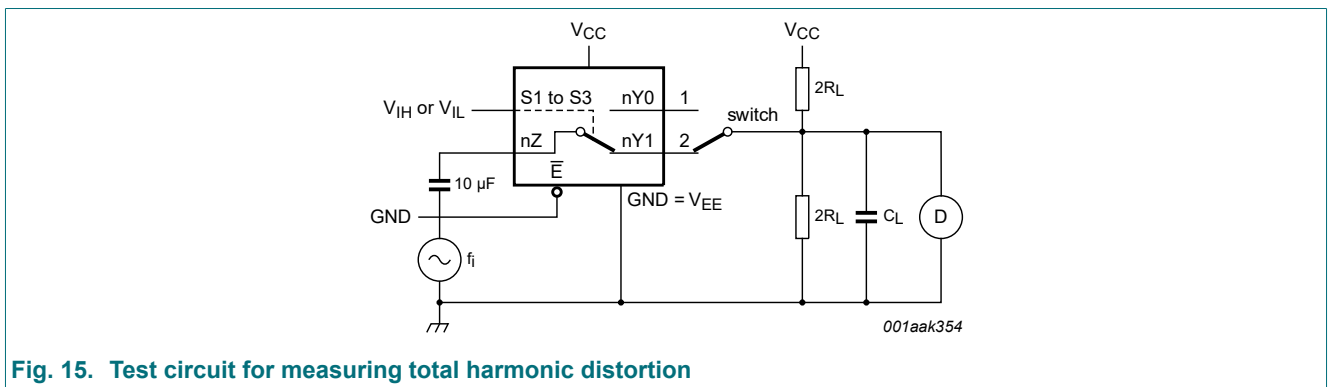 VCC
VCC
2RL
S1 to S3
nY0
1
VIH or VIL
switch
nZ
nY1
2
E
10 µF
GND = VEE
2RL
CL
D
GND
fi
001aak354
Fig. 15. Test circuit for measuring total harmonic distortion